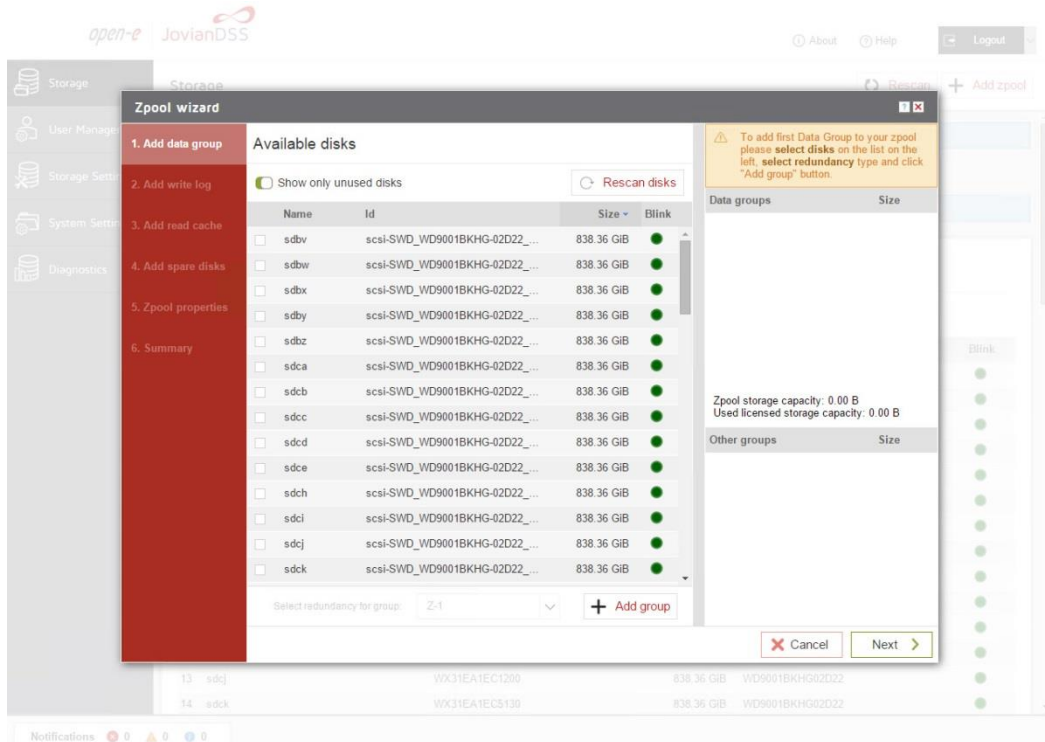 open-e JovianDSS
About Help Logout
Storage
User Manage
Storage Setti
System Settin
Diagnostics
Storage
Rescan + Add zpool
Zpool wizard
1. Add data group
2. Add write log
3. Add read cache
4. Add spare disks
5. Zpool properties
6. Summary
Available disks
Show only unused disks
Rescan disks
Name Id Size Blink
sdbv scsi-SWD_WD9001BKHG-02D22_... 838.36 GiB
sdbw scsi-SWD_WD9001BKHG-02D22_... 838.36 GiB
sdbx scsi-SWD_WD9001BKHG-02D22_... 838.36 GiB
sdby scsi-SWD_WD9001BKHG-02D22_... 838.36 GiB
sdbz scsi-SWD_WD9001BKHG-02D22_... 838.36 GiB
sdca scsi-SWD_WD9001BKHG-02D22_... 838.36 GiB
sdcb scsi-SWD_WD9001BKHG-02D22_... 838.36 GiB
sdcc scsi-SWD_WD9001BKHG-02D22_... 838.36 GiB
sdcd scsi-SWD_WD9001BKHG-02D22_... 838.36 GiB
sdce scsi-SWD_WD9001BKHG-02D22_... 838.36 GiB
sdch scsi-SWD_WD9001BKHG-02D22_... 838.36 GiB
sdci scsi-SWD_WD9001BKHG-02D22_... 838.36 GiB
sdcj scsi-SWD_WD9001BKHG-02D22_... 838.36 GiB
sdck scsi-SWD_WD9001BKHG-02D22_... 838.36 GiB
Select redundancy for group: Z-1
+ Add group
To add first Data Group to your zpool
please select disks on the list on the
left, select redundancy type and click
"Add group" button.
Data groups Size
Zpool storage capacity: 0.00 B
Used licensed storage capacity: 0.00 B
Other groups Size
Cancel Next
Blink
13. sdcj WX31EA1EC1200 838.36 GiB WD9001BKHG02D22
14. sdck WX31EA1EC5130 838.36 GiB WD9001BKHG02D22
Notifications 0 0 0